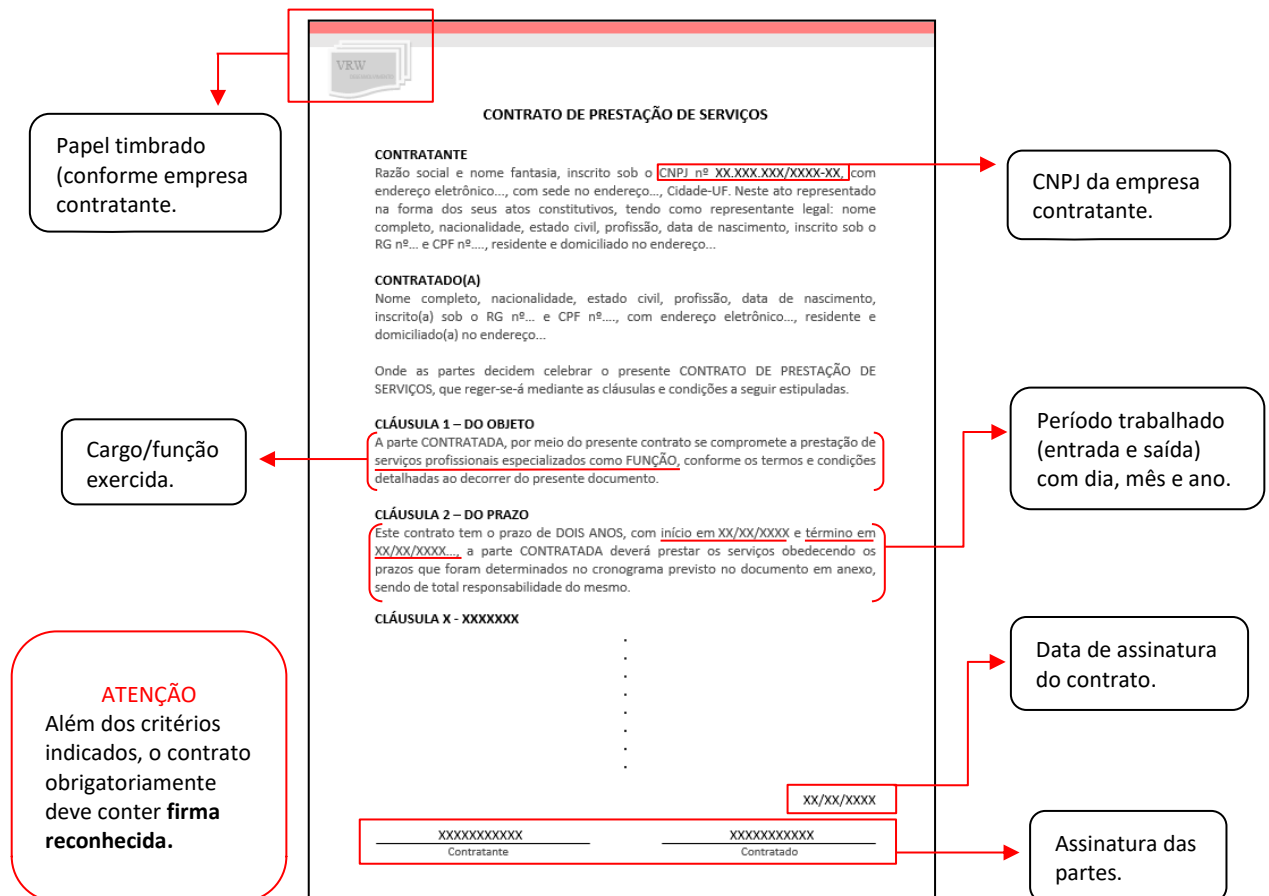 VRW
CONTRATO DE PRESTAÇÃO DE SERVIÇOS
Papel timbrado
(conforme empresa
contratante.
CONTRATANTE
Razão social e nome fantasia, inscrito sob o CNPJ nº XX.XXX.XXX/XXXX-XX, com
endereço eletrônico..., com sede no endereço..., Cidade-UF. Neste ato representado
na forma dos seus atos constitutivos, tendo como representante legal: nome
completo, nacionalidade, estado civil, profissão, data de nascimento, inscrito sob o
RG nº... e CPF nº...., residente e domiciliado no endereço...
CNPJ da empresa
contratante.
CONTRATADO(A)
Nome completo, nacionalidade, estado civil, profissão, data de nascimento,
inscrito(a) sob o RG nº... e CPF nº...., com endereço eletrônico..., residente e
domiciliado(a) no endereço...
Onde as partes decidem celebrar o presente CONTRATO DE PRESTAÇÃO DE
SERVIÇOS, que reger-se-á mediante as cláusulas e condições a seguir estipuladas.
CLÁUSULA 1 – DO OBJETO
A parte CONTRATADA, por meio do presente contrato se compromete a prestação de
serviços profissionais especializados como FUNÇÃO, conforme os termos e condições
detalhadas ao decorrer do presente documento.
Cargo/função
exercida.
Período trabalhado
(entrada e saída)
com dia, mês e ano.
CLÁUSULA 2 – DO PRAZO
Este contrato tem o prazo de DOIS ANOS, com início em XX/XX/XXXX e término em
XX/XX/XXXX..., a parte CONTRATADA deverá prestar os serviços obedecendo os
prazos que foram determinados no cronograma previsto no documento em anexo,
sendo de total responsabilidade do mesmo.
CLÁUSULA X - XXXXXXX
.
.
.
.
.
.
.
.
Data de assinatura
do contrato.
ATENÇÃO
Além dos critérios
indicados, o contrato
obrigatoriamente
deve conter firma
reconhecida.
XX/XX/XXXX
XXXXXXXXXXX XXXXXXXXXXX
Contratante Contratado
Assinatura das
partes.